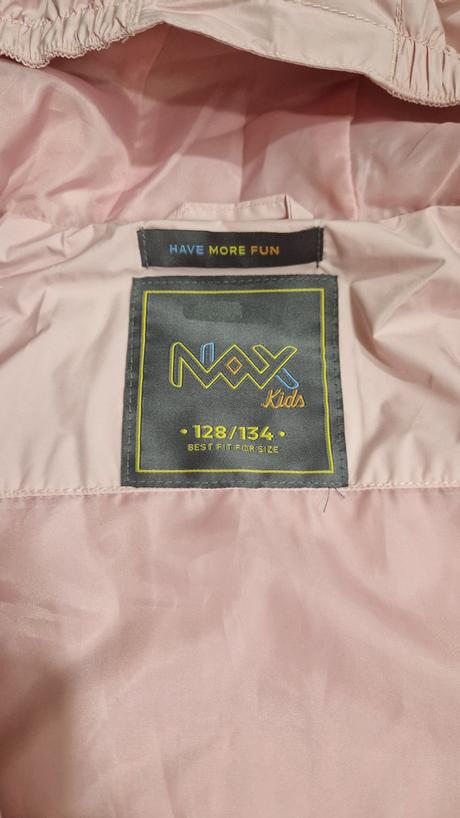 HAVE MORE FUN
NAX
Kids
• 128/134 •
BEST FIT FOR SIZE